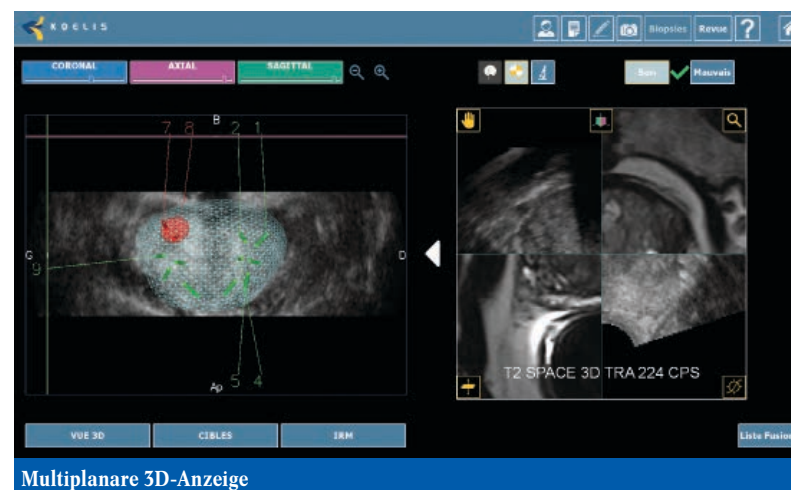 KOELIS
Biopsies Revue ?
CORONAL AXIAL SAGITTAL
Bon Mauvais
7 8 B 2 1
G D
9
Ap 5 4
T2 SPACE 3D TRA 224 CPS
VUE 3D CIBLES IRM
Liste Fusion
Multiplanare 3D-Anzeige